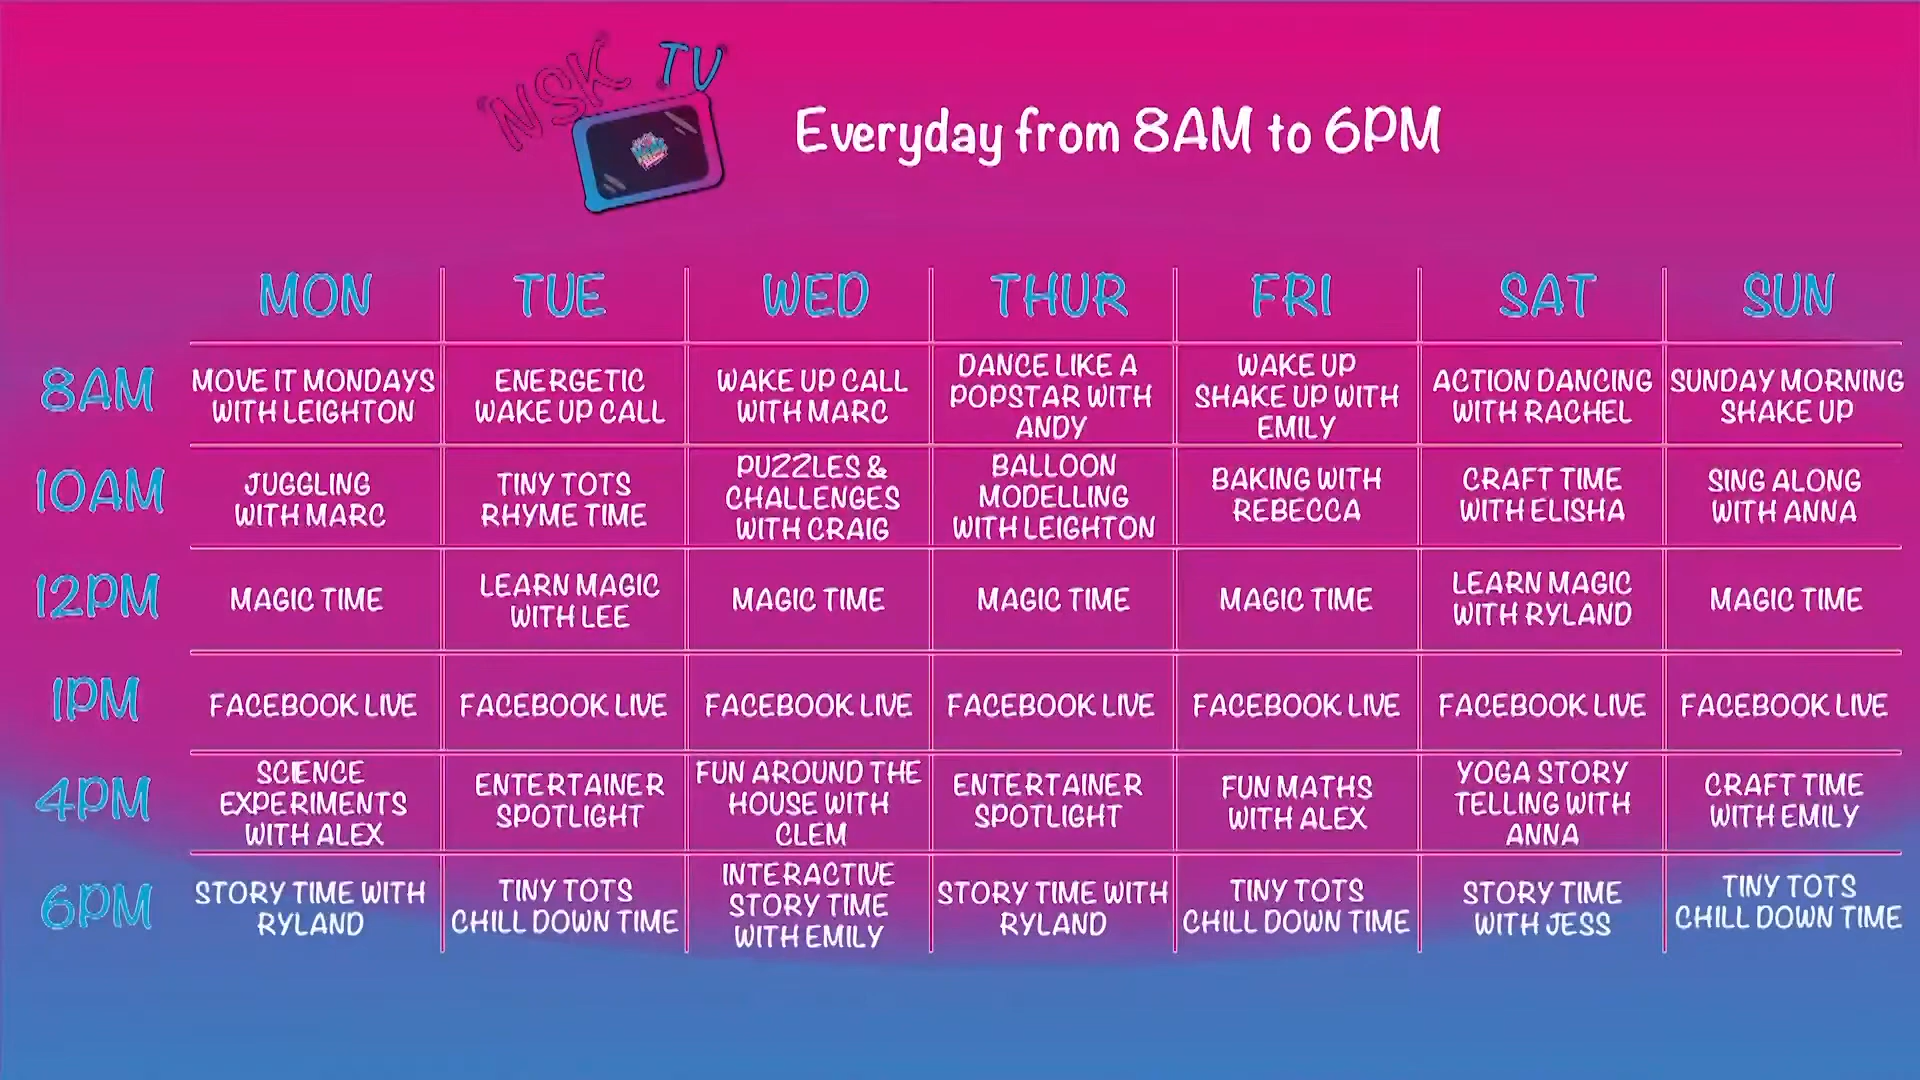 NSK TV
Everyday from 8AM to 6PM
MON TUE WED THUR FRI SAT SUN
8AM
MOVE IT MONDAYS
WITH LEIGHTON
ENERGETIC
WAKE UP CALL
WAKE UP CALL
WITH MARC
DANCE LIKE A
POPSTAR WITH
ANDY
WAKE UP
SHAKE UP WITH
EMILY
ACTION DANCING
WITH RACHEL
SUNDAY MORNING
SHAKE UP
10AM
JUGGLING
WITH MARC
TINY TOTS
RHYME TIME
PUZZLES &
CHALLENGES
WITH CRAIG
BALLOON
MODELLING
WITH LEIGHTON
BAKING WITH
REBECCA
CRAFT TIME
WITH ELISHA
SING ALONG
WITH ANNA
12PM
MAGIC TIME
LEARN MAGIC
WITH LEE
MAGIC TIME
MAGIC TIME
MAGIC TIME
LEARN MAGIC
WITH RYLAND
MAGIC TIME
1PM
FACEBOOK LIVE
FACEBOOK LIVE
FACEBOOK LIVE
FACEBOOK LIVE
FACEBOOK LIVE
FACEBOOK LIVE
FACEBOOK LIVE
4PM
SCIENCE
EXPERIMENTS
WITH ALEX
ENTERTAINER
SPOTLIGHT
FUN AROUND THE
HOUSE WITH
CLEM
ENTERTAINER
SPOTLIGHT
FUN MATHS
WITH ALEX
YOGA STORY
TELLING WITH
ANNA
CRAFT TIME
WITH EMILY
6PM
STORY TIME WITH
RYLAND
TINY TOTS
CHILL DOWN TIME
INTERACTIVE
STORY TIME
WITH EMILY
STORY TIME WITH
RYLAND
TINY TOTS
CHILL DOWN TIME
STORY TIME
WITH JESS
TINY TOTS
CHILL DOWN TIME